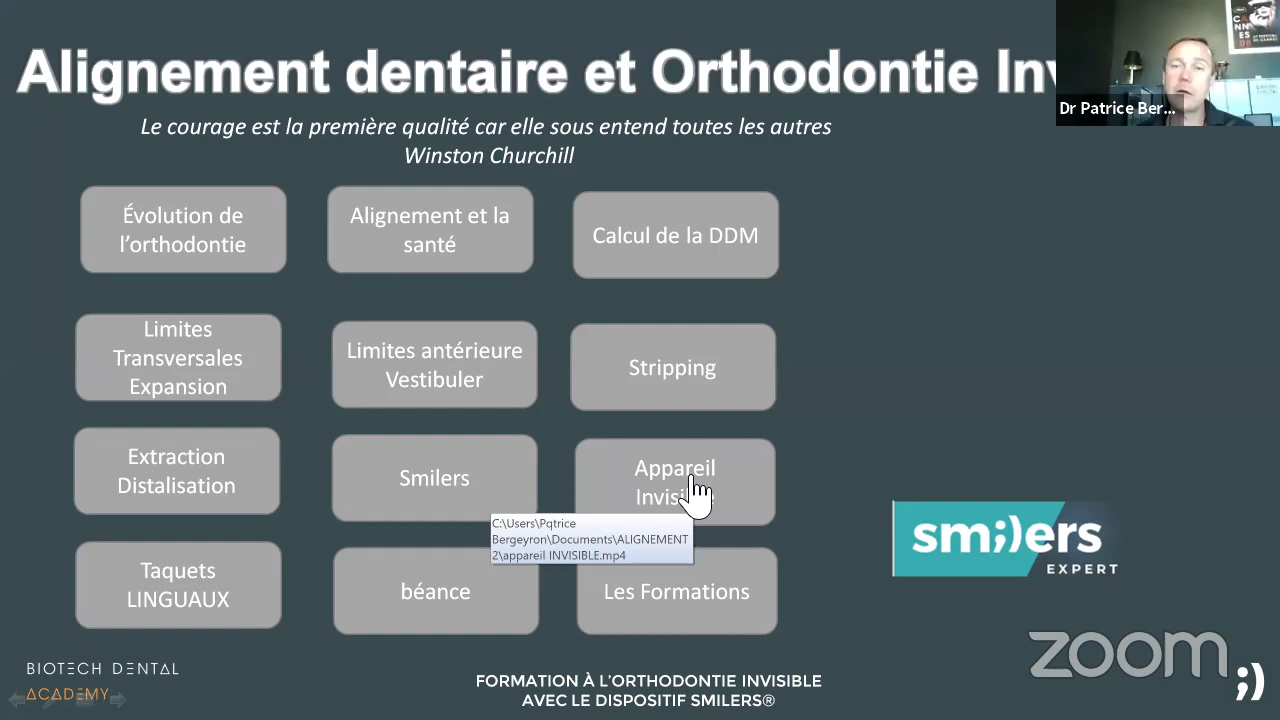 Alignement dentaire et Orthodontie Inv
Le courage est la première qualité car elle sous entend toutes les autres
Winston Churchill
Dr Patrice Ber...
Évolution de
l’orthodontie
Alignement et la
santé
Calcul de la DDM
Limites
Transversales
Expansion
Limites antérieure
Vestibuler
Stripping
Extraction
Distalisation
Smilers
Appareil
C:\Users\Pqtrice
Bergeyron\Documents\ALIGNEMENT
2\appareil INVISIBLE.mp4
Taquets
LINGUAUX
béance
Les Formations
sm;)ers
EXPERT
BIOTECH DENTAL
ACADEMY
FORMATION À L’ORTHODONTIE INVISIBLE
AVEC LE DISPOSITIF SMILERS®
zoom
;)